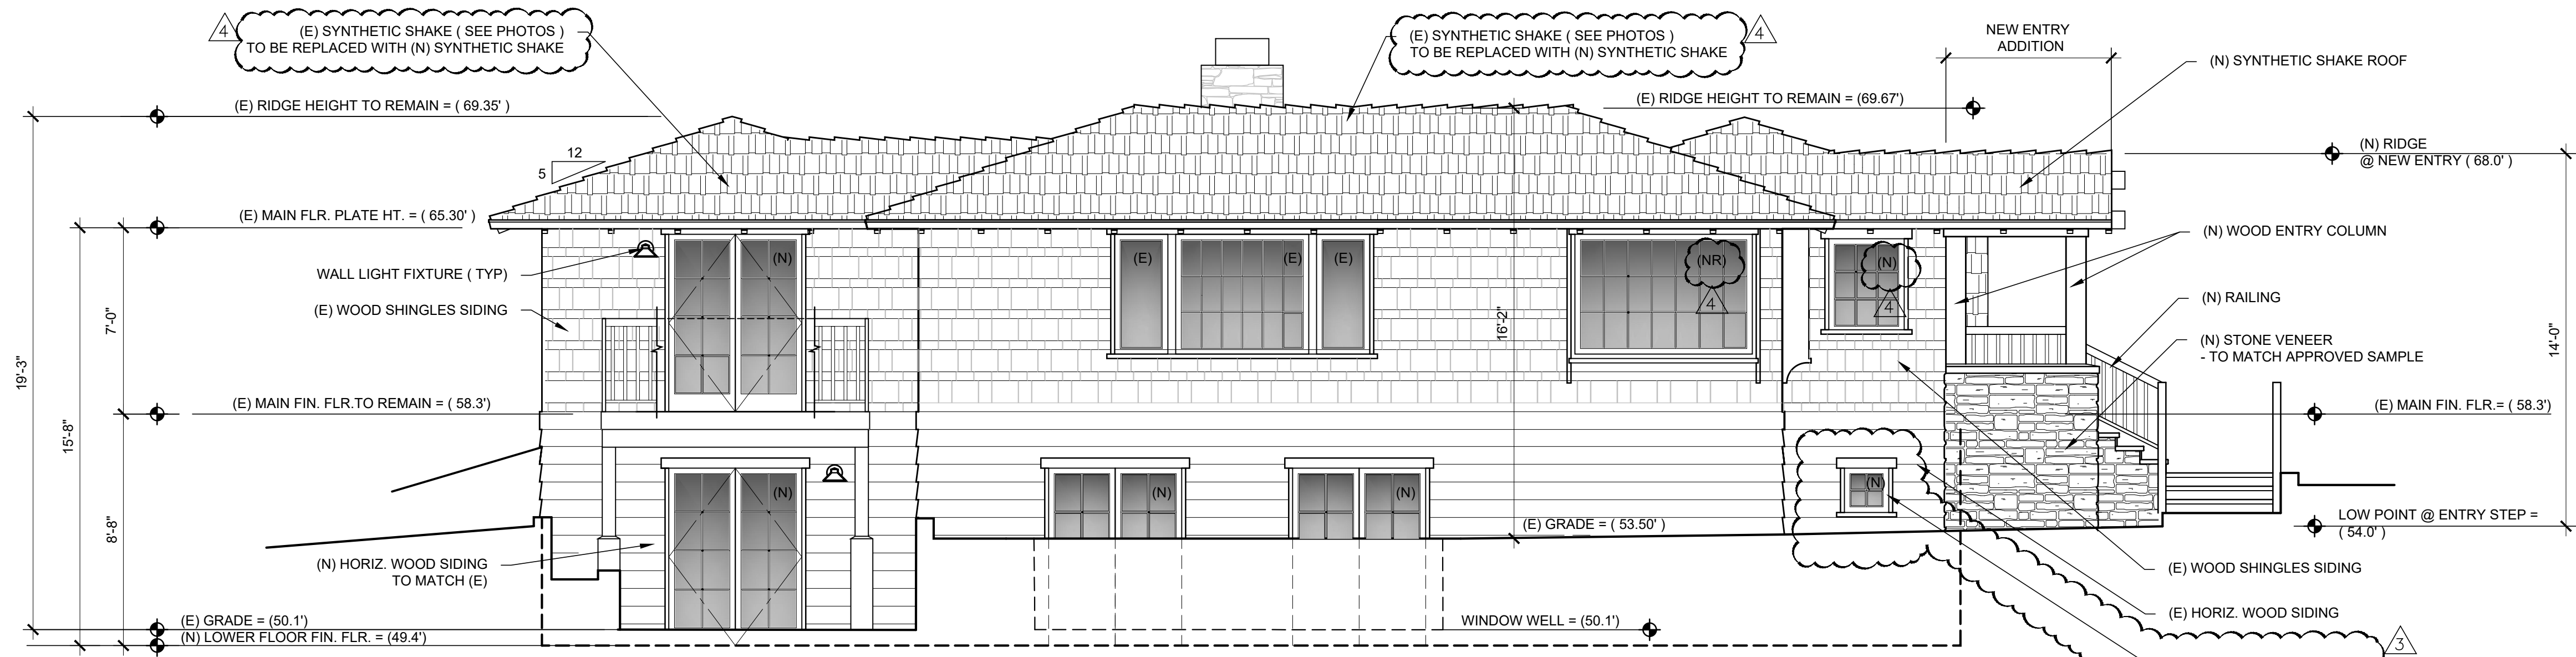 4
(E) SYNTHETIC SHAKE ( SEE PHOTOS )
TO BE REPLACED WITH (N) SYNTHETIC SHAKE
(E) SYNTHETIC SHAKE ( SEE PHOTOS )
TO BE REPLACED WITH (N) SYNTHETIC SHAKE
4
NEW ENTRY
ADDITION
(N) SYNTHETIC SHAKE ROOF
(E) RIDGE HEIGHT TO REMAIN = ( 69.35' )
(E) RIDGE HEIGHT TO REMAIN = (69.67')
(N) RIDGE
@ NEW ENTRY ( 68.0' )
12
5
(E) MAIN FLR. PLATE HT. = ( 65.30' )
(N) WOOD ENTRY COLUMN
WALL LIGHT FIXTURE ( TYP)
(N)
(E)
(E)
(E)
(NR)
4
(N)
4
(E) WOOD SHINGLES SIDING
(N) RAILING
(N) STONE VENEER
- TO MATCH APPROVED SAMPLE
7'-0"
16'-2"
14'-0"
19'-3"
(E) MAIN FIN. FLR.TO REMAIN = ( 58.3')
(E) MAIN FIN. FLR.= ( 58.3')
15'-8"
8'-8"
(N)
(N)
(N)
(N)
(E) GRADE = ( 53.50' )
LOW POINT @ ENTRY STEP =
( 54.0' )
(N) HORIZ. WOOD SIDING
TO MATCH (E)
(E) WOOD SHINGLES SIDING
(E) HORIZ. WOOD SIDING
(E) GRADE = (50.1')
(N) LOWER FLOOR FIN. FLR. = (49.4')
WINDOW WELL = (50.1')
3